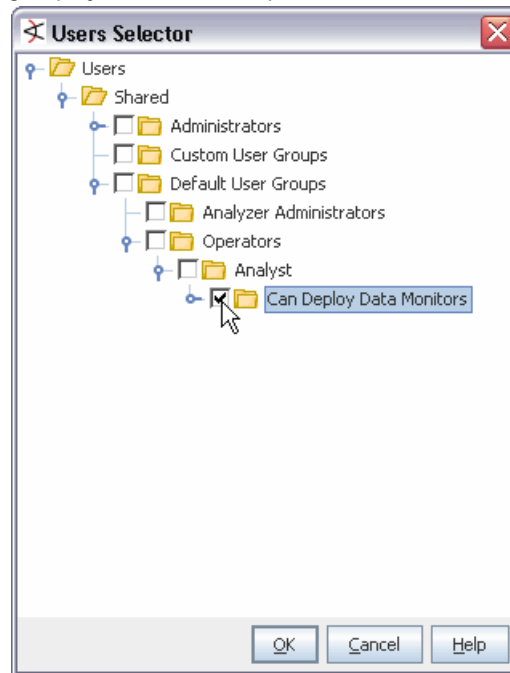 Users Selector
Users
Shared
Administrators
Custom User Groups
Default User Groups
Analyzer Administrators
Operators
Analyst
Can Deploy Data Monitors
OK Cancel Help